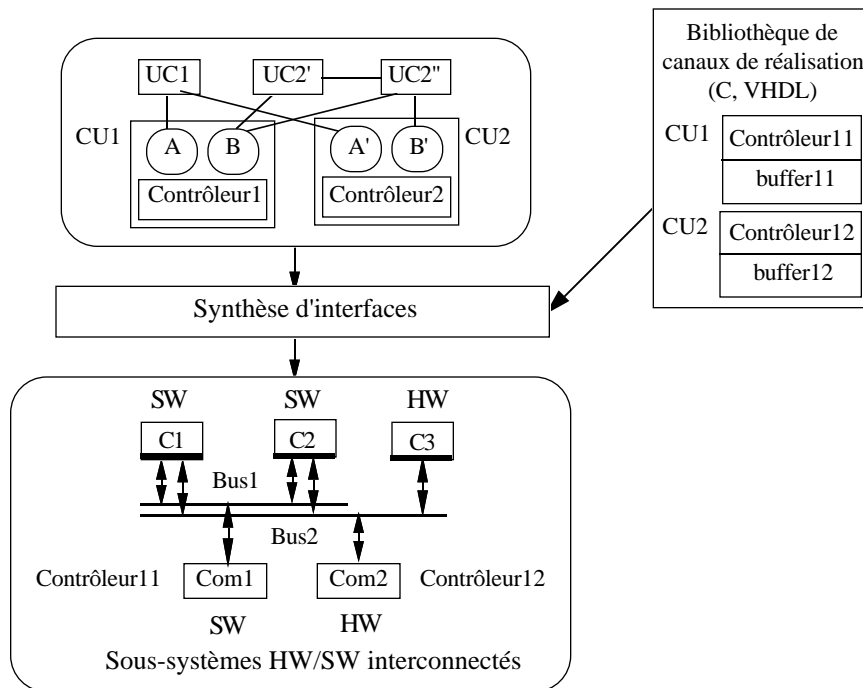 UC1 UC2' UC2"
CU1 A B A' B' CU2
Contrôleur1 Contrôleur2
Bibliothèque de
canaux de réalisation
(C, VHDL)
CU1 Contrôleur11
buffer11
CU2 Contrôleur12
buffer12
Synthèse d'interfaces
SW SW HW
C1 C2 C3
Bus1
Bus2
Contrôleur11 Com1 Com2 Contrôleur12
SW HW
Sous-systèmes HW/SW interconnectés